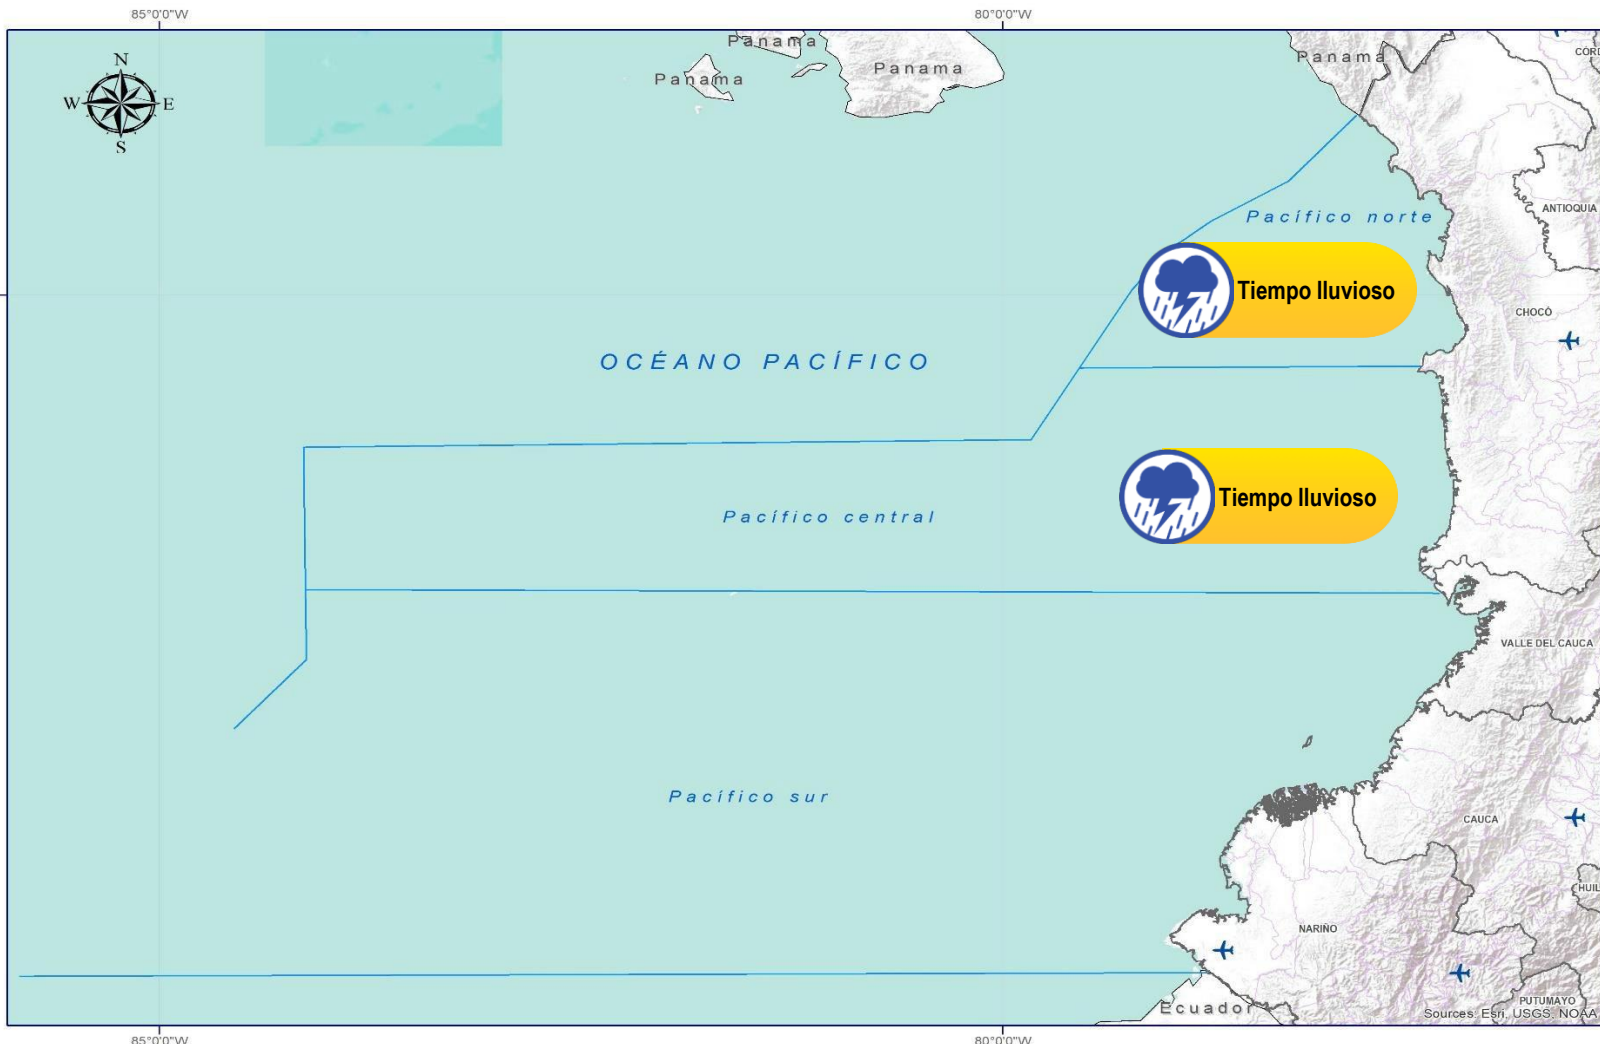 85°0'0"W
80°0'0"W
N
W
E
S
Panama
Panama
Panama
Panama
CÓRD
Pacífico norte
ANTIOQUIA
Tiempo lluvioso
CHOCÓ
OCÉANO PACÍFICO
Tiempo lluvioso
Pacífico central
VALLE DEL CAUCA
Pacífico sur
CAUCA
HUIL
NARIÑO
PUTUMAYO
Ecuador
Sources: Esri, USGS, NOAA
85°0'0"W
80°0'0"W